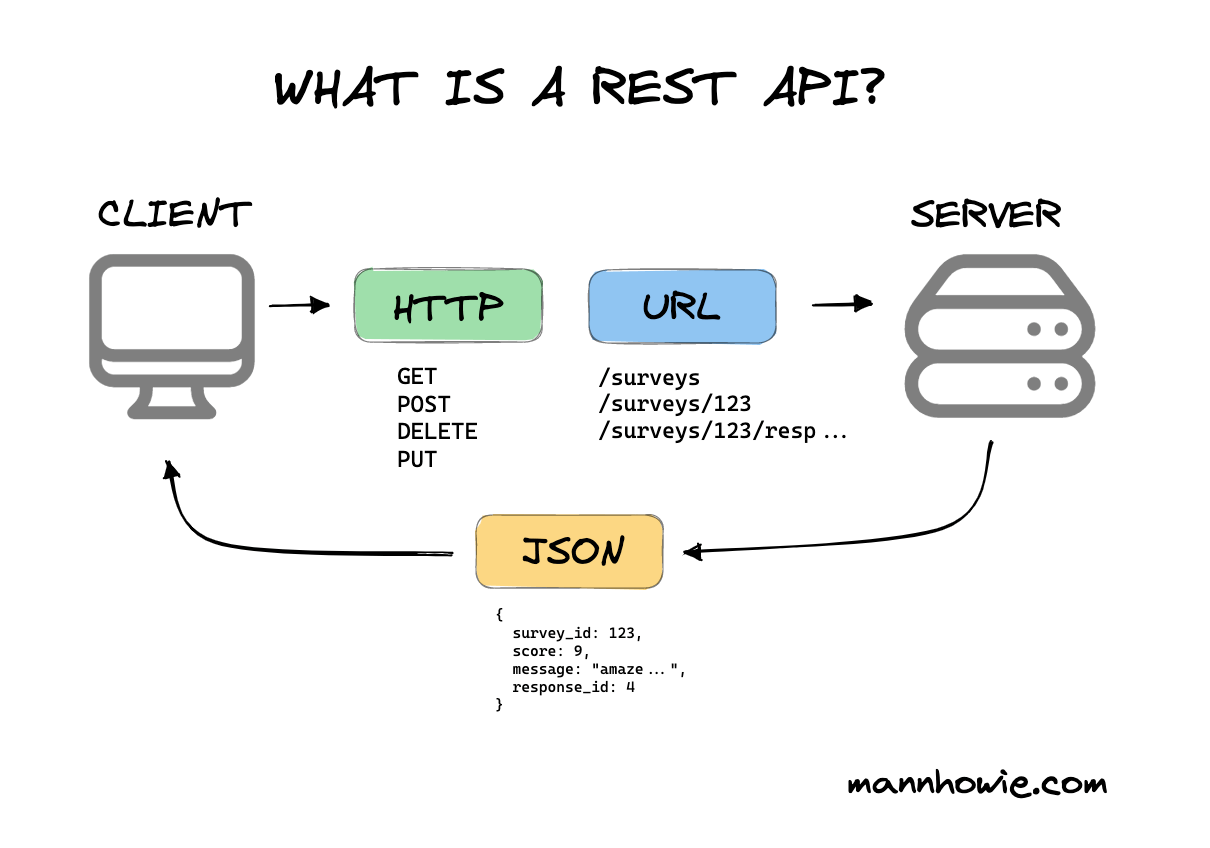 WHAT IS A REST API?
CLIENT
SERVER
HTTP
URL
GET
POST
DELETE
PUT
/surveys
/surveys/123
/surveys/123/resp...
JSON
{
survey_id: 123,
score: 9,
message: "amaze...",
response_id: 4
}
mannhowie.com